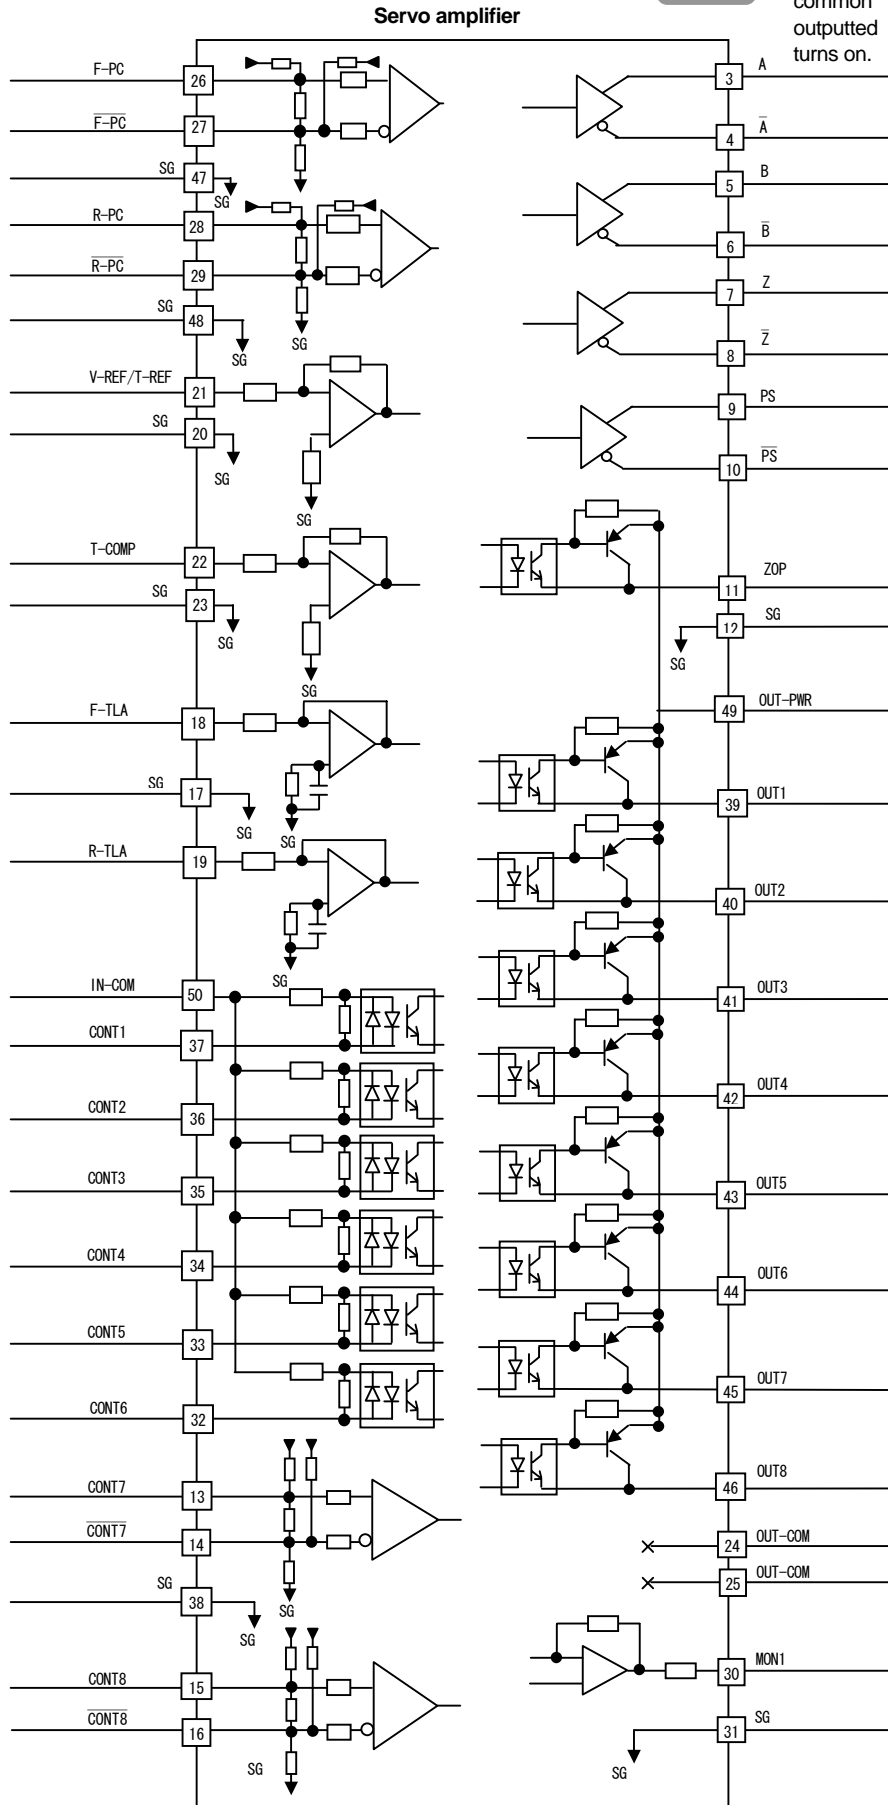 common
outputted
turns on.
Servo amplifier
F-PC 26
F-PC 27
SG 47 SG
R-PC 28
R-PC 29
SG 48 SG SG
V-REF/T-REF 21
SG 20 SG SG
T-COMP 22
SG 23 SG SG
F-TLA 18
SG 17 SG SG
R-TLA 19
SG
IN-COM 50
CONT1 37
CONT2 36
CONT3 35
CONT4 34
CONT5 33
CONT6 32
CONT7 13
CONT7 14
SG 38 SG SG
CONT8 15
CONT8 16
SG
3 A
4 A
5 B
6 B
7 Z
8 Z
9 PS
10 PS
11 ZOP
12 SG
SG
49 OUT-PWR
39 OUT1
40 OUT2
41 OUT3
42 OUT4
43 OUT5
44 OUT6
45 OUT7
46 OUT8
24 OUT-COM
25 OUT-COM
30 MON1
31 SG
SG